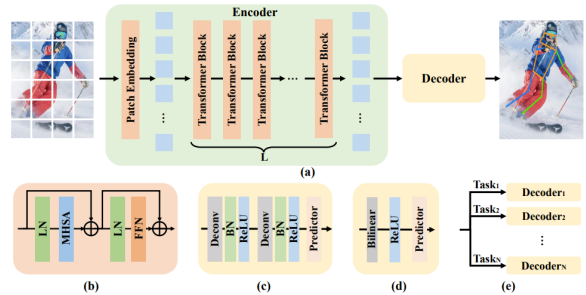 Encoder
Patch Embedding
⋮
Transformer Block
Transformer Block
Transformer Block
...
Transformer Block
⋮
L
Decoder
(a)
LN
MHSA
LN
FFN
(b)
Deconv
BN
ReLU
Deconv
BN
ReLU
Predictor
(c)
Bilinear
ReLU
Predictor
(d)
Task1 Decoder1
Task2 Decoder2
⋮
TaskN DecoderN
(e)